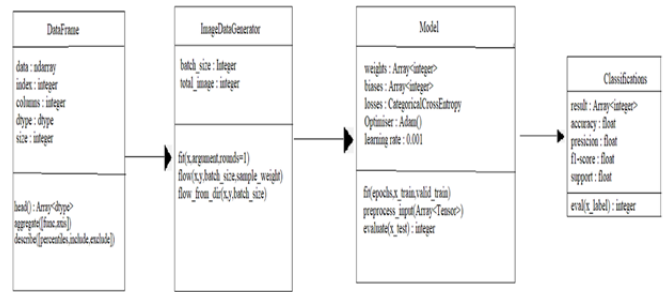 DataFrame
data : ndarray
index : integer
columns : integer
dtype : dtype
size : integer
head() : Array<dtype>
aggregate([func,axis])
describe([percentiles,include,exclude])
ImageDataGenerator
batch_size : Integer
total_image : integer
fit(x,argument,rounds=1)
flow(x,y,batch_size,sample_weight)
flow_from_dir(x,y,batch_size)
Model
weights : Array<integer>
biases : Array<integer>
losses : CategoricalCrossEntropy
Optimiser : Adam()
learning rate : 0.001
fit(epochs,x_train,valid_train)
preprocess_input(Array<Tensor>)
evaluate(x_test) : integer
Classifications
result : Array<integer>
accuracy : float
presicion : float
f1-score : float
support : float
eval(x_label) : integer